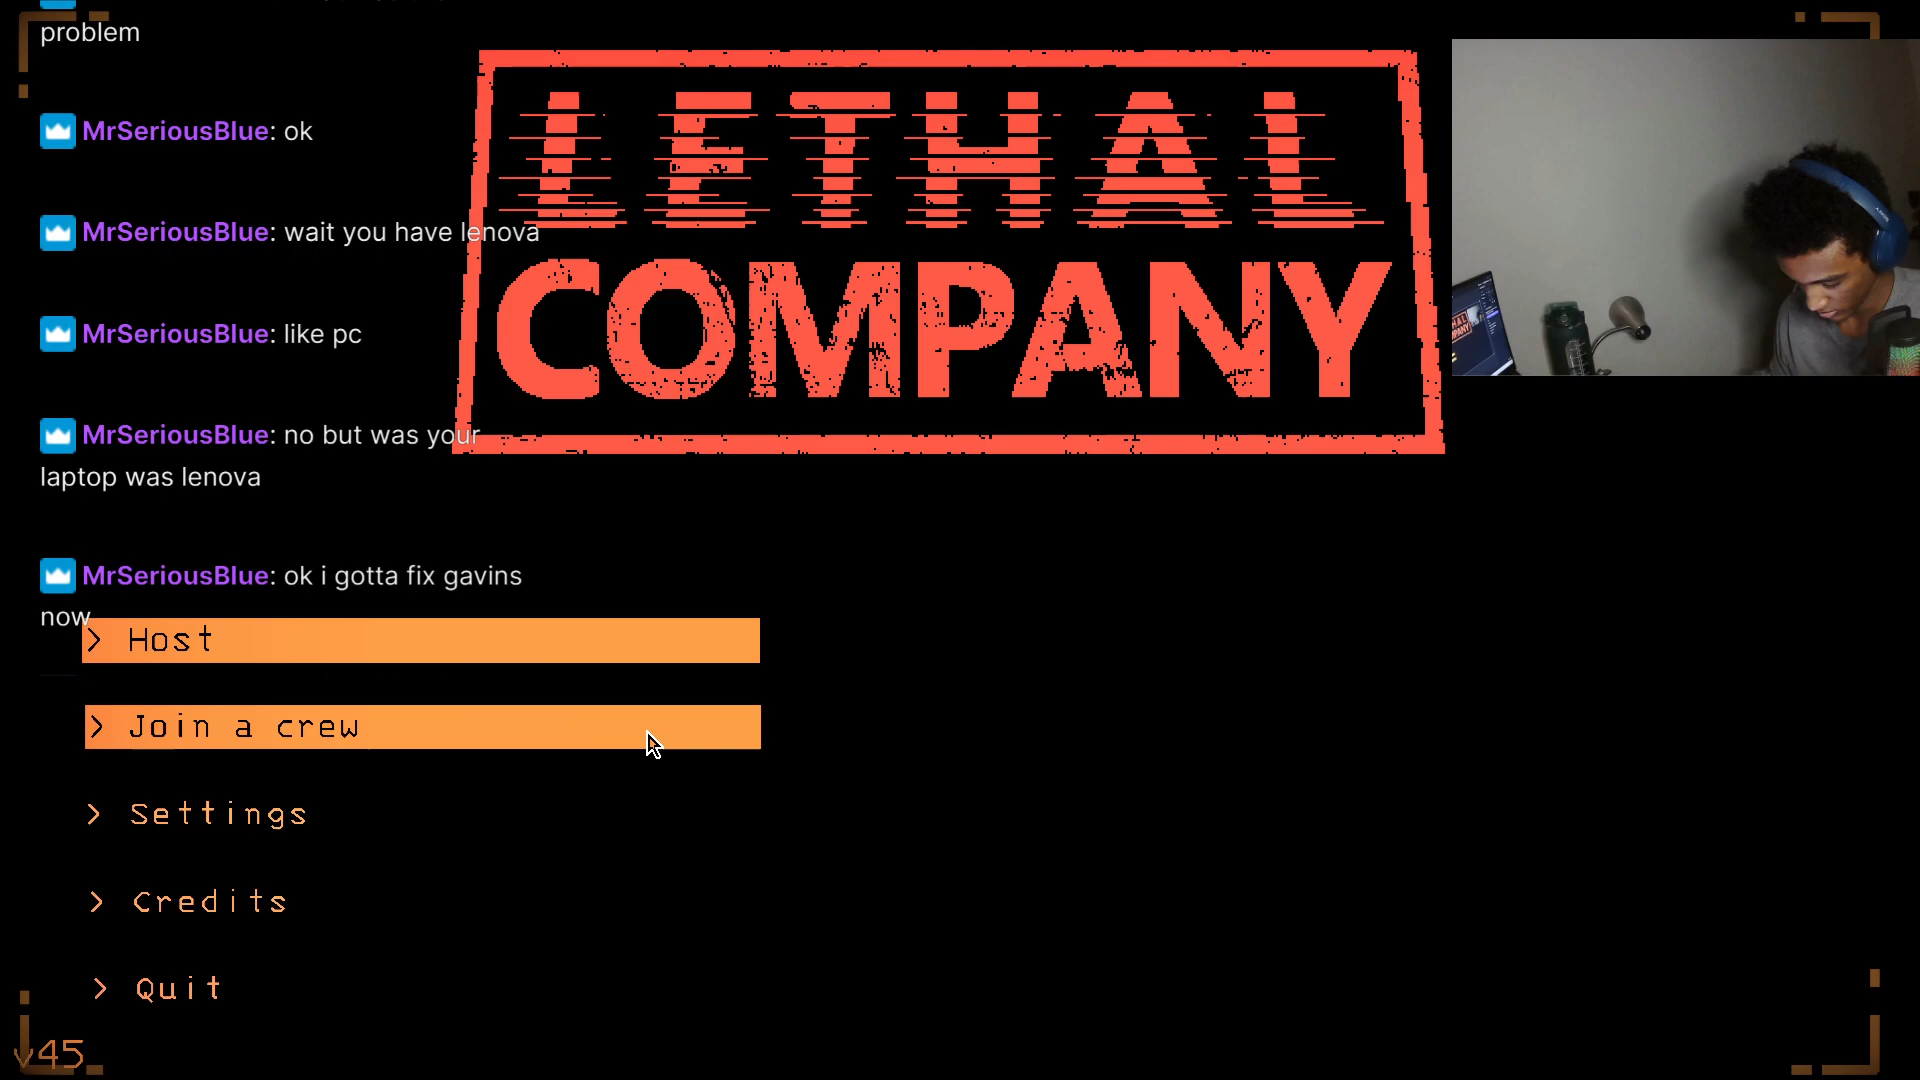 problem
MrSeriousBlue: ok
MrSeriousBlue: wait you have lenova
MrSeriousBlue: like pc
MrSeriousBlue: no but was your
laptop was lenova
MrSeriousBlue: ok i gotta fix gavins
now
LETHAL
COMPANY
> Host
> Join a crew
> Settings
> Credits
> Quit
v45